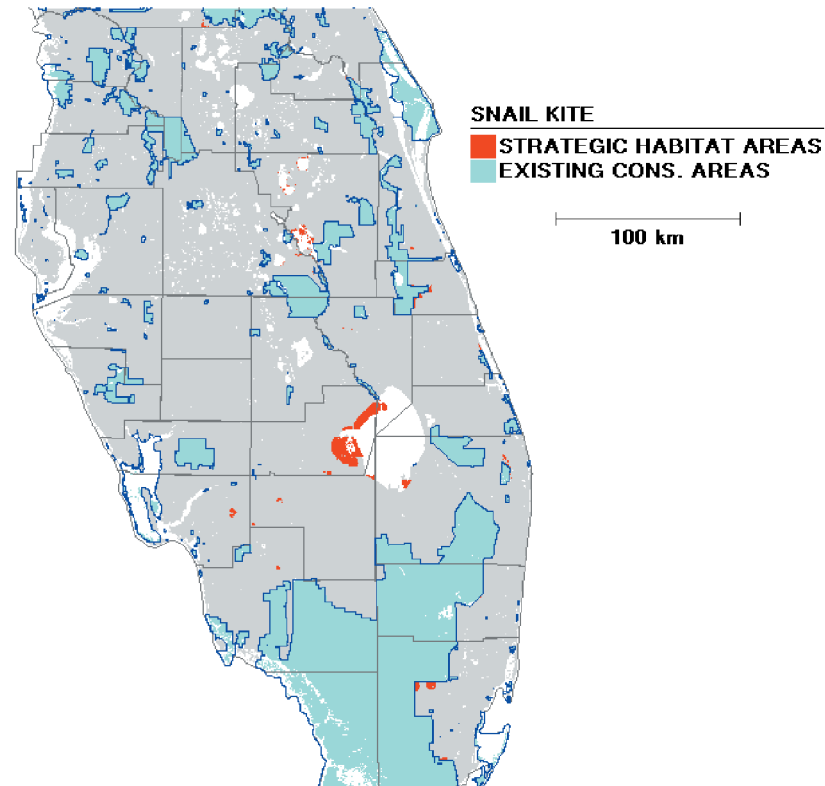 SNAIL KITE
STRATEGIC HABITAT AREAS
EXISTING CONS. AREAS
100 km